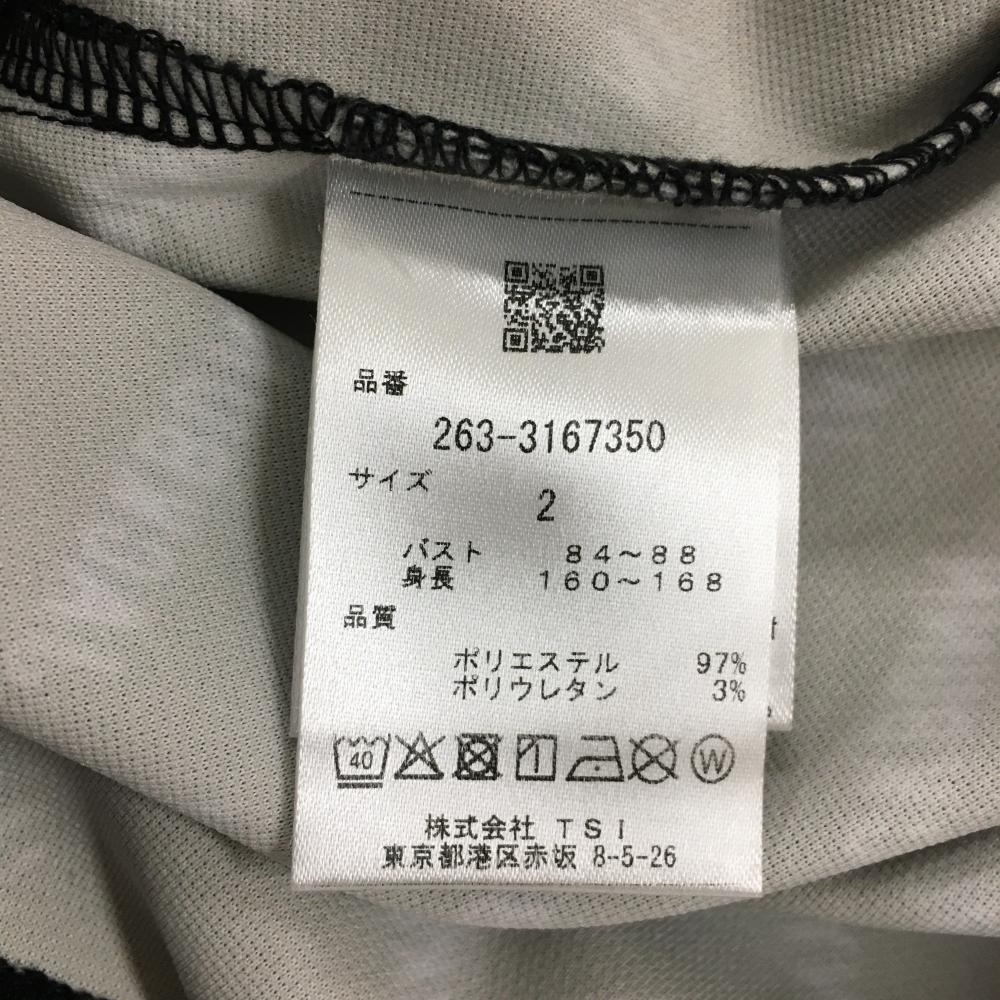 品番
263-3167350
サイズ
2
バスト 84~88
身長 160~168
品質
ポリエステル 97%
ポリウレタン 3%
40 W
株式会社 TSI
東京都港区赤坂 8-5-26